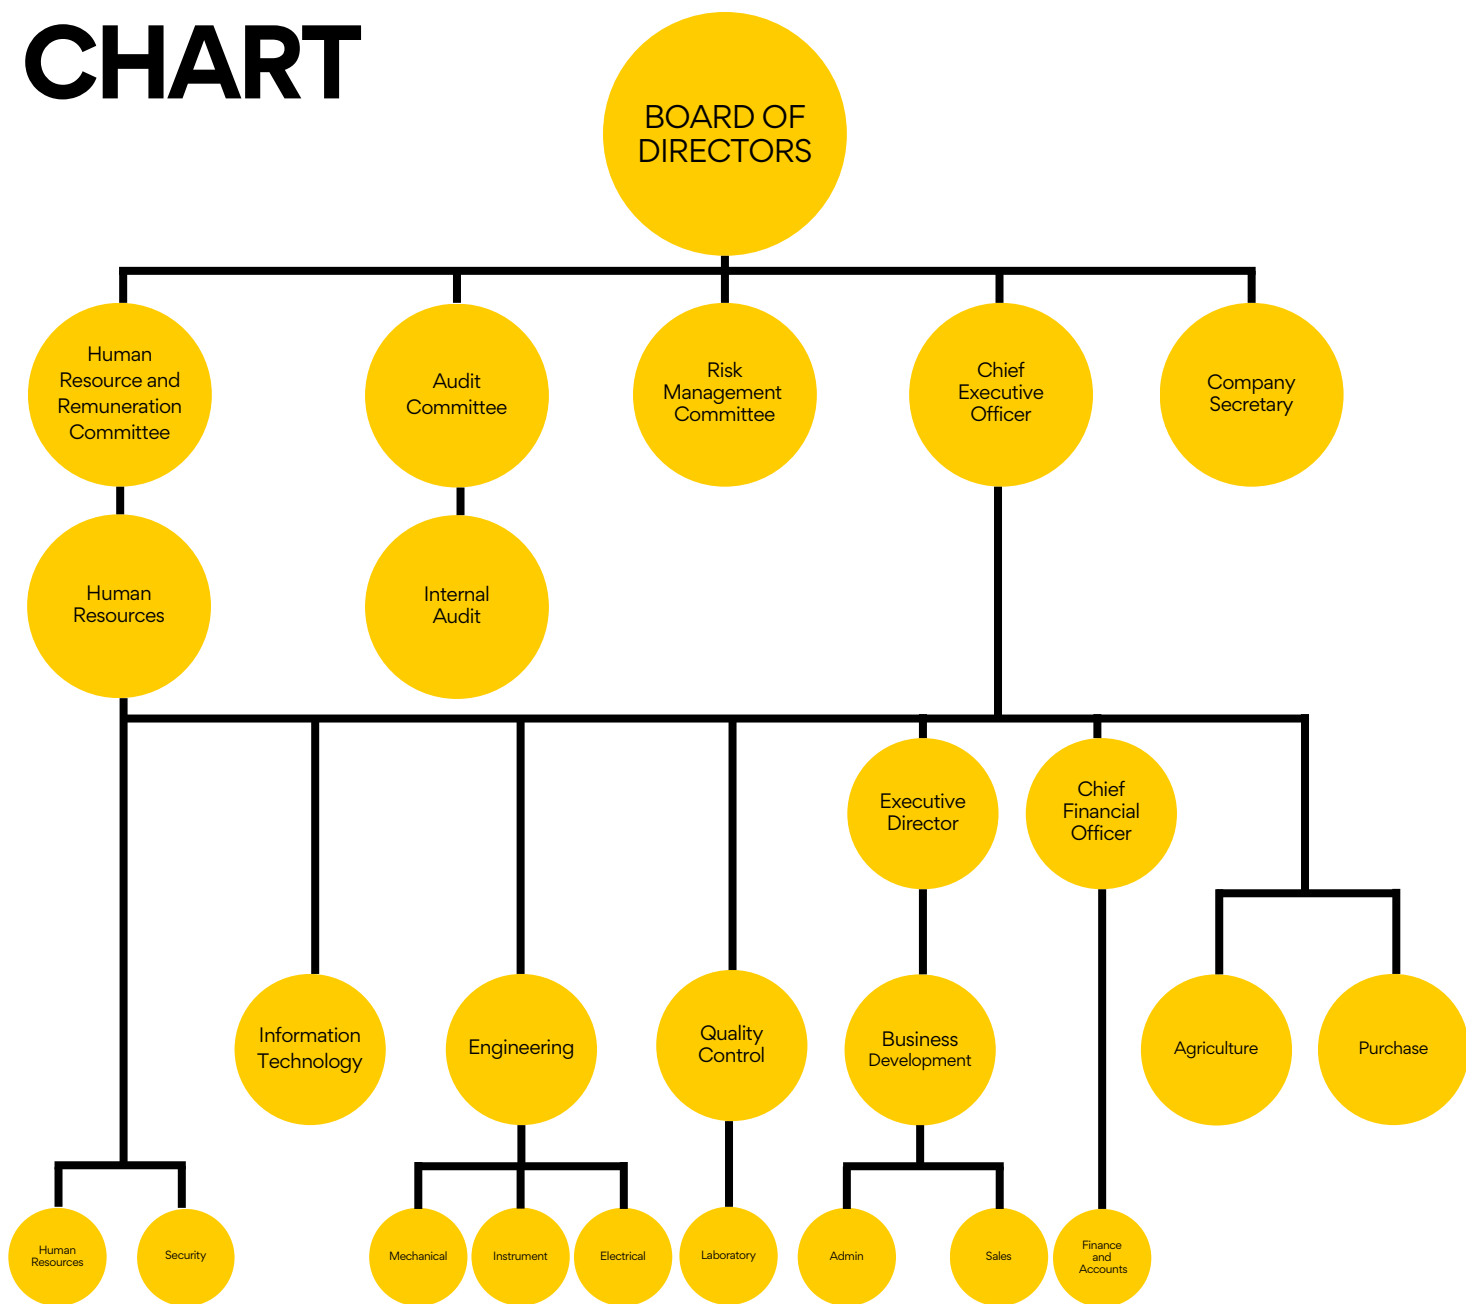 CHART
BOARD OF
DIRECTORS
Human
Resource and
Remuneration
Committee
Audit
Committee
Risk
Management
Committee
Chief
Executive
Officer
Company
Secretary
Human
Resources
Internal
Audit
Executive
Director
Chief
Financial
Officer
Information
Technology
Engineering
Quality
Control
Business
Development
Agriculture
Purchase
Human
Resources
Security
Mechanical
Instrument
Electrical
Laboratory
Admin
Sales
Finance
and
Accounts